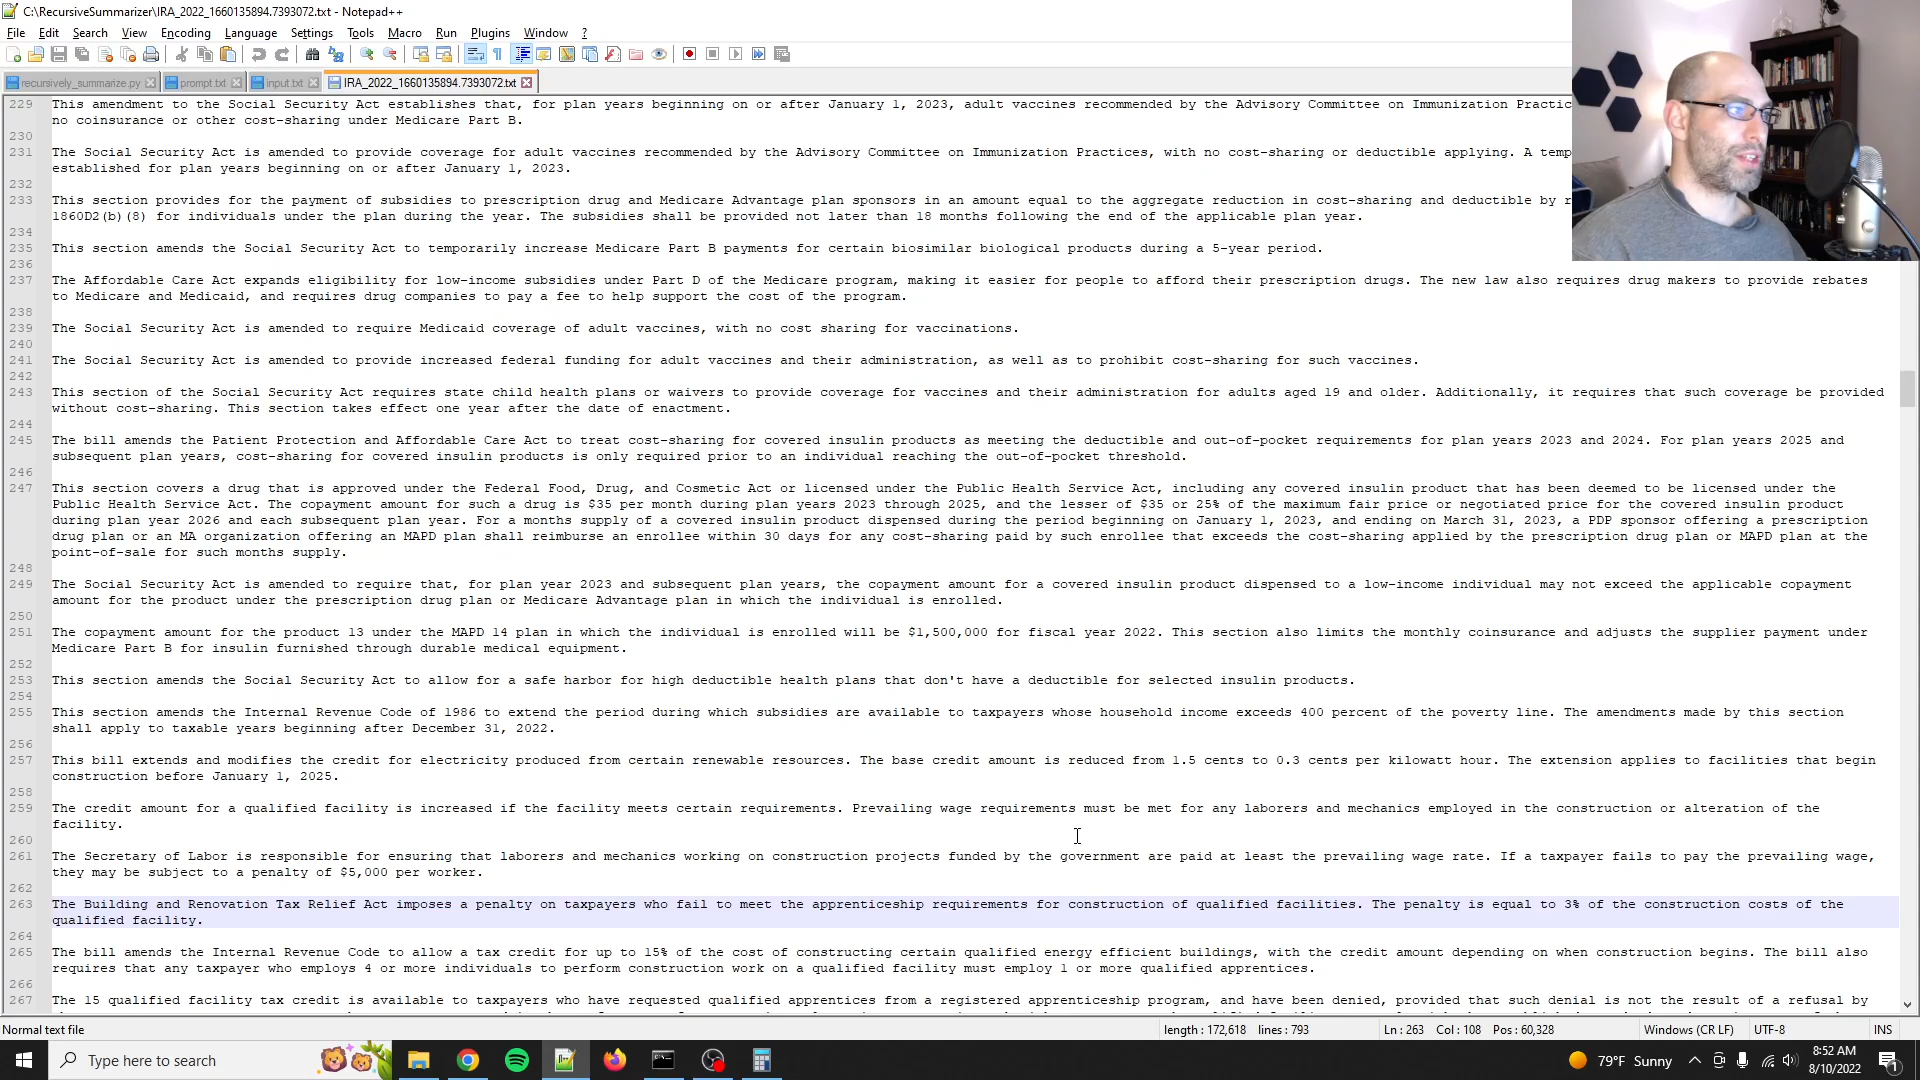 C:\RecursiveSummarizer\IRA_2022_1660135894.7393072.txt - Notepad++
File Edit Search View Encoding Language Settings Tools Macro Run Plugins Window ?
recursively_summarize.py prompt.txt input.txt IRA_2022_1660135894.7393072.txt
229 This amendment to the Social Security Act establishes that, for plan years beginning on or after January 1, 2023, adult vaccines recommended by the Advisory Committee on Immunization Practic
no coinsurance or other cost-sharing under Medicare Part B.
230
231 The Social Security Act is amended to provide coverage for adult vaccines recommended by the Advisory Committee on Immunization Practices, with no cost-sharing or deductible applying. A temp
established for plan years beginning on or after January 1, 2023.
232
233 This section provides for the payment of subsidies to prescription drug and Medicare Advantage plan sponsors in an amount equal to the aggregate reduction in cost-sharing and deductible by r
1860D2(b)(8) for individuals under the plan during the year. The subsidies shall be provided not later than 18 months following the end of the applicable plan year.
234
235 This section amends the Social Security Act to temporarily increase Medicare Part B payments for certain biosimilar biological products during a 5-year period.
236
237 The Affordable Care Act expands eligibility for low-income subsidies under Part D of the Medicare program, making it easier for people to afford their prescription drugs. The new law also requires drug makers to provide rebates
to Medicare and Medicaid, and requires drug companies to pay a fee to help support the cost of the program.
238
239 The Social Security Act is amended to require Medicaid coverage of adult vaccines, with no cost sharing for vaccinations.
240
241 The Social Security Act is amended to provide increased federal funding for adult vaccines and their administration, as well as to prohibit cost-sharing for such vaccines.
242
243 This section of the Social Security Act requires state child health plans or waivers to provide coverage for vaccines and their administration for adults aged 19 and older. Additionally, it requires that such coverage be provided
without cost-sharing. This section takes effect one year after the date of enactment.
244
245 The bill amends the Patient Protection and Affordable Care Act to treat cost-sharing for covered insulin products as meeting the deductible and out-of-pocket requirements for plan years 2023 and 2024. For plan years 2025 and
subsequent plan years, cost-sharing for covered insulin products is only required prior to an individual reaching the out-of-pocket threshold.
246
247 This section covers a drug that is approved under the Federal Food, Drug, and Cosmetic Act or licensed under the Public Health Service Act, including any covered insulin product that has been deemed to be licensed under the
Public Health Service Act. The copayment amount for such a drug is $35 per month during plan years 2023 through 2025, and the lesser of $35 or 25% of the maximum fair price or negotiated price for the covered insulin product
during plan year 2026 and each subsequent plan year. For a months supply of a covered insulin product dispensed during the period beginning on January 1, 2023, and ending on March 31, 2023, a PDP sponsor offering a prescription
drug plan or an MA organization offering an MAPD plan shall reimburse an enrollee within 30 days for any cost-sharing paid by such enrollee that exceeds the cost-sharing applied by the prescription drug plan or MAPD plan at the
point-of-sale for such months supply.
248
249 The Social Security Act is amended to require that, for plan year 2023 and subsequent plan years, the copayment amount for a covered insulin product dispensed to a low-income individual may not exceed the applicable copayment
amount for the product under the prescription drug plan or Medicare Advantage plan in which the individual is enrolled.
250
251 The copayment amount for the product 13 under the MAPD 14 plan in which the individual is enrolled will be $1,500,000 for fiscal year 2022. This section also limits the monthly coinsurance and adjusts the supplier payment under
Medicare Part B for insulin furnished through durable medical equipment.
252
253 This section amends the Social Security Act to allow for a safe harbor for high deductible health plans that don't have a deductible for selected insulin products.
254
255 This section amends the Internal Revenue Code of 1986 to extend the period during which subsidies are available to taxpayers whose household income exceeds 400 percent of the poverty line. The amendments made by this section
shall apply to taxable years beginning after December 31, 2022.
256
257 This bill extends and modifies the credit for electricity produced from certain renewable resources. The base credit amount is reduced from 1.5 cents to 0.3 cents per kilowatt hour. The extension applies to facilities that begin
construction before January 1, 2025.
258
259 The credit amount for a qualified facility is increased if the facility meets certain requirements. Prevailing wage requirements must be met for any laborers and mechanics employed in the construction or alteration of the
facility.
260
261 The Secretary of Labor is responsible for ensuring that laborers and mechanics working on construction projects funded by the government are paid at least the prevailing wage rate. If a taxpayer fails to pay the prevailing wage,
they may be subject to a penalty of $5,000 per worker.
262
263 The Building and Renovation Tax Relief Act imposes a penalty on taxpayers who fail to meet the apprenticeship requirements for construction of qualified facilities. The penalty is equal to 3% of the construction costs of the
qualified facility.
264
265 The bill amends the Internal Revenue Code to allow a tax credit for up to 15% of the cost of constructing certain qualified energy efficient buildings, with the credit amount depending on when construction begins. The bill also
requires that any taxpayer who employs 4 or more individuals to perform construction work on a qualified facility must employ 1 or more qualified apprentices.
266
267 The 15 qualified facility tax credit is available to taxpayers who have requested qualified apprentices from a registered apprenticeship program, and have been denied, provided that such denial is not the result of a refusal by
Normal text file length : 172,618 lines : 793 Ln : 263 Col : 108 Pos : 60,328 Windows (CR LF) UTF-8 INS
Type here to search 79°F Sunny 8:52 AM
8/10/2022 1